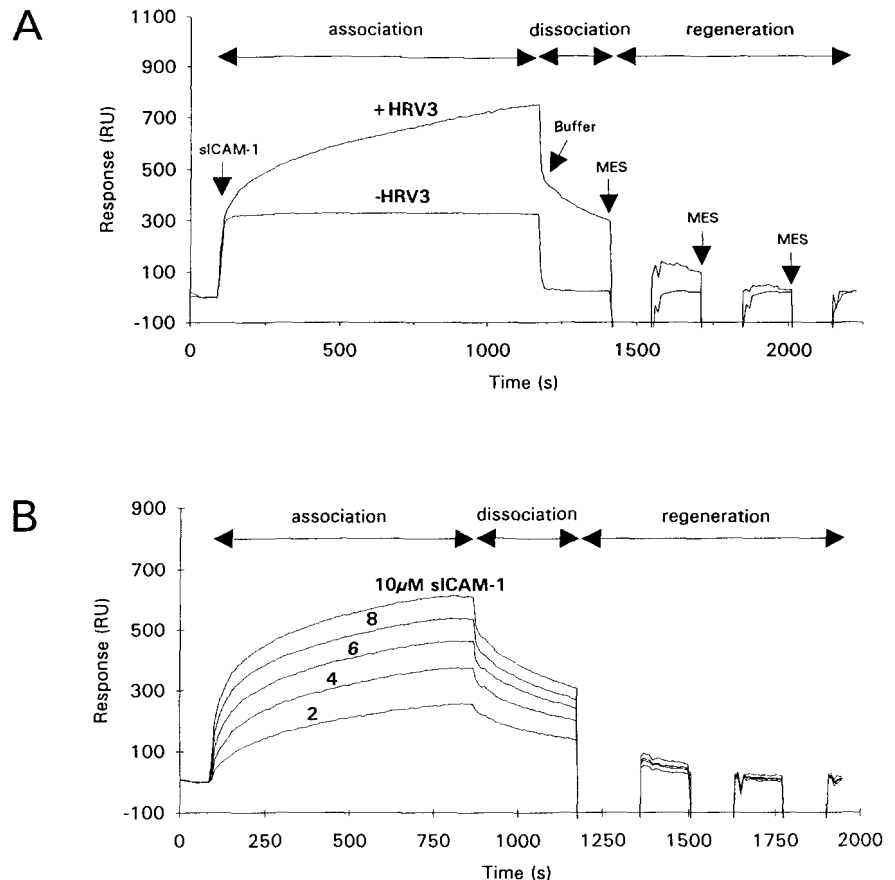 A
association
dissociation
regeneration
1100
900
700
500
300
100
-100
Response (RU)
+HRV3
-HRV3
sICAM-1
Buffer
MES
MES
MES
0
500
1000
1500
2000
Time (s)
B
association
dissociation
regeneration
900
700
500
300
100
-100
Response (RU)
10µM sICAM-1
8
6
4
2
0
250
500
750
1000
1250
1500
1750
2000
Time (s)